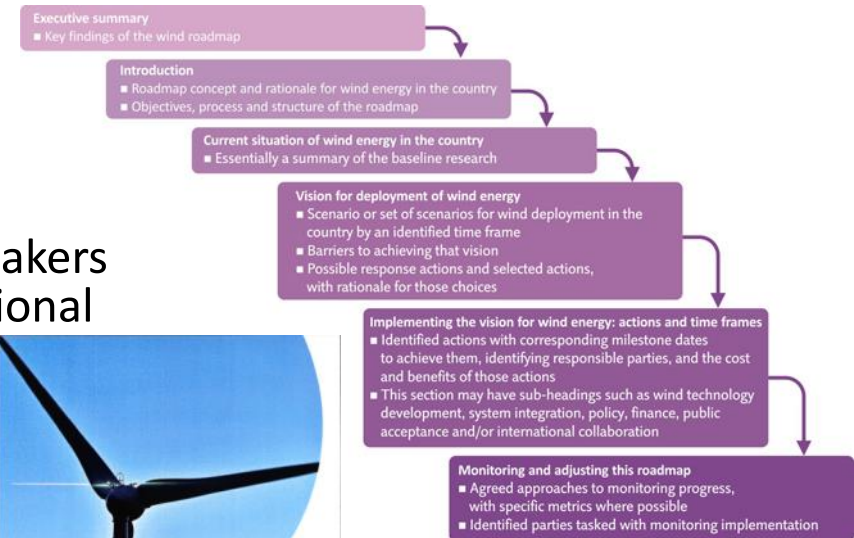 Executive summary
■ Key findings of the wind roadmap
Introduction
■ Roadmap concept and rationale for wind energy in the country
■ Objectives, process and structure of the roadmap
Current situation of wind energy in the country
■ Essentially a summary of the baseline research
Vision for deployment of wind energy
■ Scenario or set of scenarios for wind deployment in the
country by an identified time frame
■ Barriers to achieving that vision
■ Possible response actions and selected actions,
with rationale for those choices
akers
ional
Implementing the vision for wind energy: actions and time frames
■ Identified actions with corresponding milestone dates
to achieve them, identifying responsible parties, and the cost
and benefits of those actions
■ This section may have sub-headings such as wind technology
development, system integration, policy, finance, public
acceptance and/or international collaboration
Monitoring and adjusting this roadmap
■ Agreed approaches to monitoring progress,
with specific metrics where possible
■ Identified parties tasked with monitoring implementation